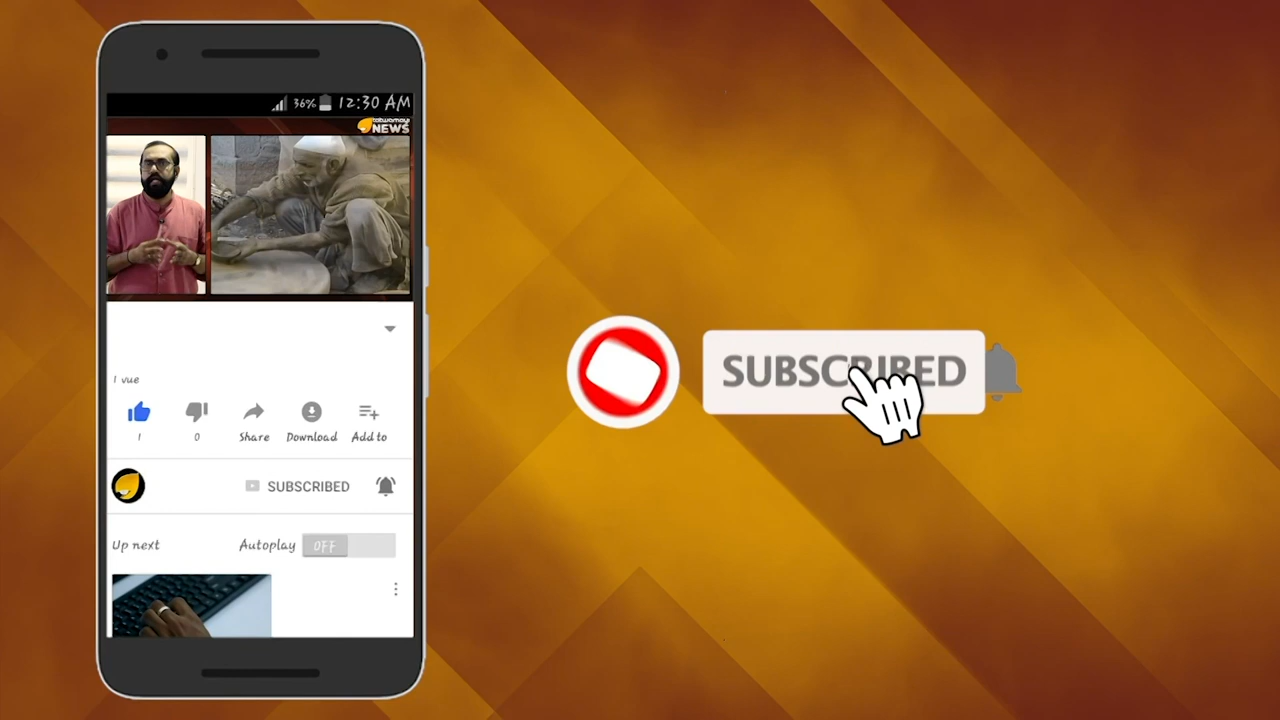 36% 12:30 AM
tatwamayi
NEWS
1 vue
1 0 Share Download Add to
SUBSCRIBED
Up next Autoplay OFF
SUBSCRIBED